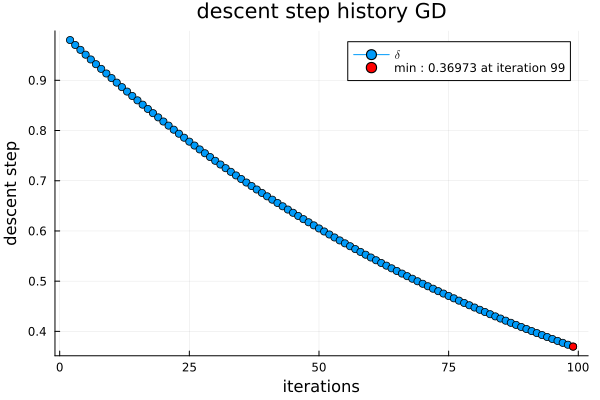 descent step history GD
δ
min : 0.36973 at iteration 99
descent step
0.9
0.8
0.7
0.6
0.5
0.4
0
25
50
75
100
iterations